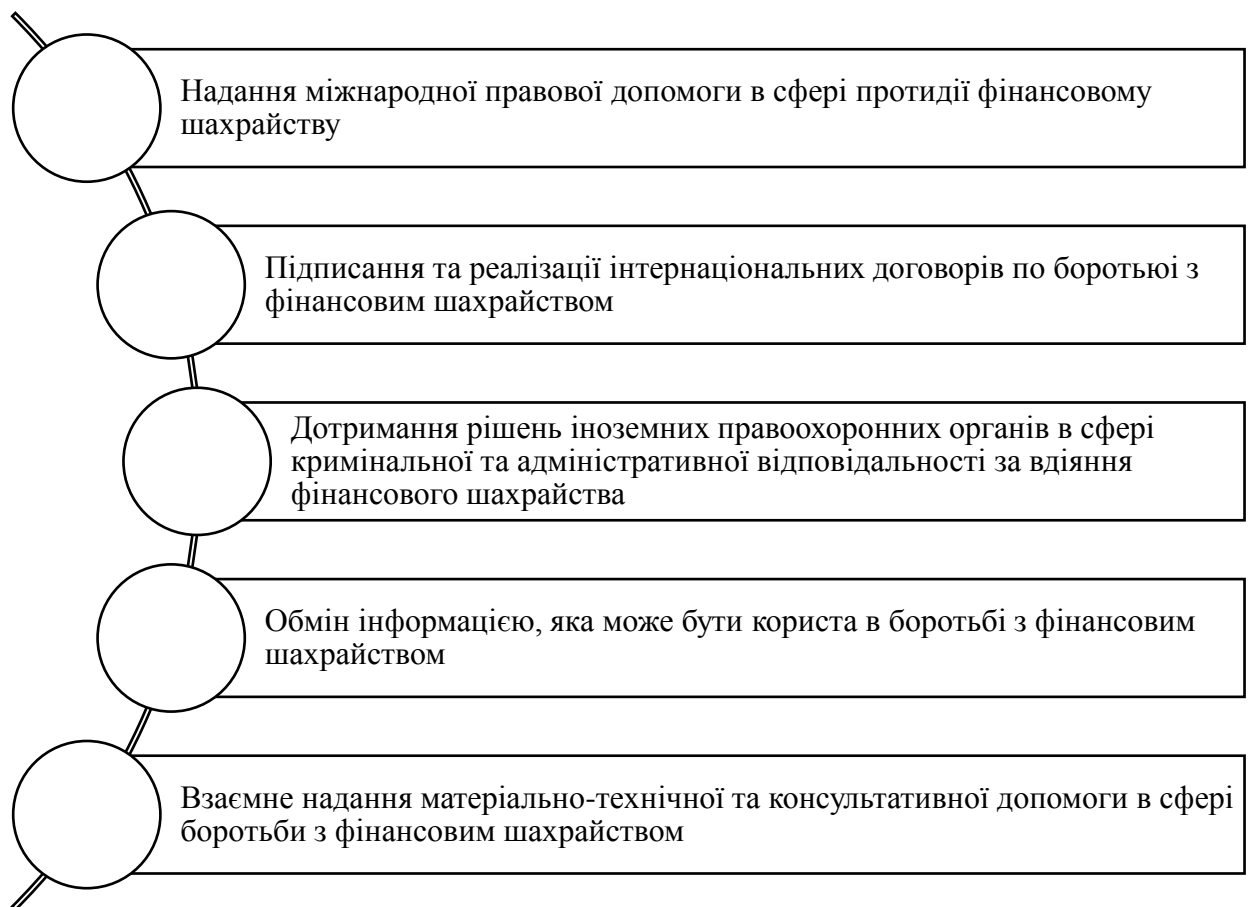 Надання міжнародної правової допомоги в сфері протидії фінансовому
шахрайству
Підписання та реалізації інтернаціональних договорів по боротьюі з
фінансовим шахрайством
Дотримання рішень іноземних правоохоронних органів в сфері
кримінальної та адміністративної відповідальності за вдіяння
фінансового шахрайства
Обмін інформацією, яка може бути користа в боротьбі з фінансовим
шахрайством
Взаємне надання матеріально-технічної та консультативної допомоги в сфері
боротьби з фінансовим шахрайством